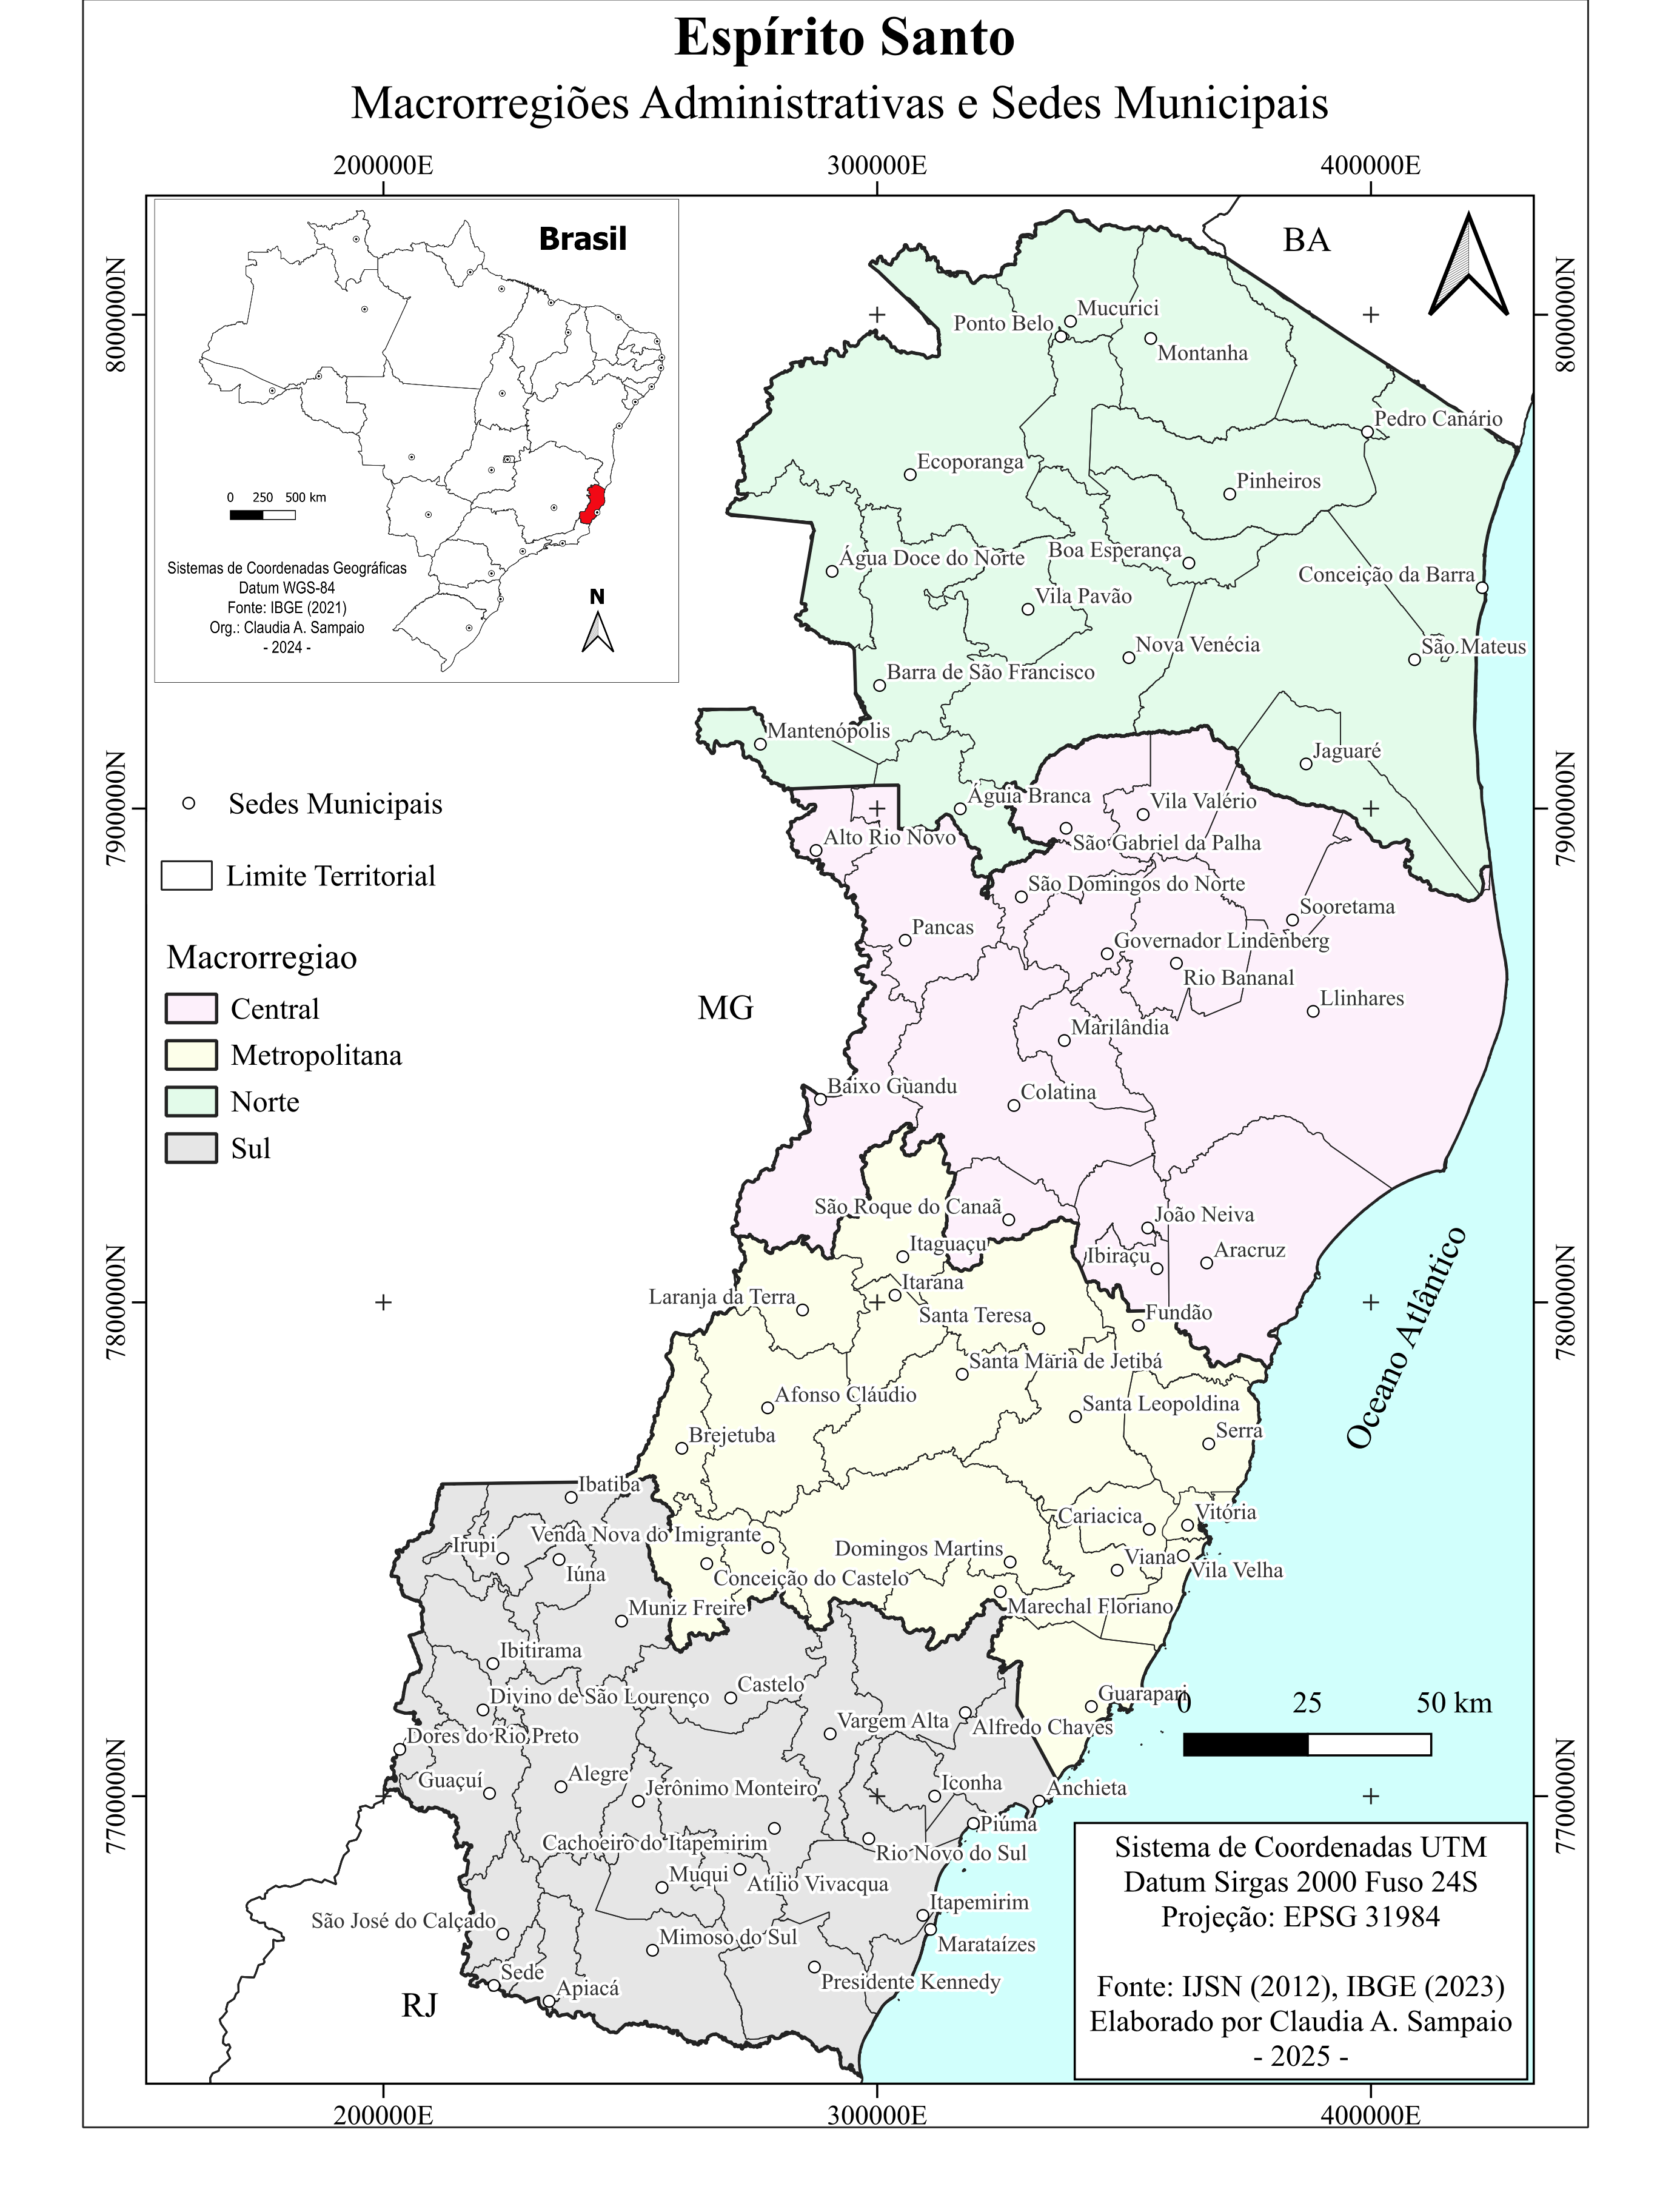 Espírito Santo
Macrorregiões Administrativas e Sedes Municipais
200000E
300000E
400000E
8000000N
7900000N
7800000N
7700000N
Brasil
0 250 500 km
Sistemas de Coordenadas Geográficas
Datum WGS-84
Fonte: IBGE (2021)
Org.: Claudia A. Sampaio
- 2024 -
N
BA
Mucurici
Ponto Belo
Montanha
Pedro Canário
Ecoporanga
Pinheiros
Boa Esperança
Água Doce do Norte
Conceição da Barra
Vila Pavão
Nova Venécia
São Mateus
Barra de São Francisco
Mantenópolis
Jaguaré
Águia Branca
Vila Valério
Alto Rio Novo
São Gabriel da Palha
São Domingos do Norte
Sooretama
Pancas
Governador Lindenberg
Rio Bananal
Llinhares
Marilândia
Baixo Guandu
Colatina
Sedes Municipais
Limite Territorial
Macrorregiao
Central
Metropolitana
Norte
Sul
MG
São Roque do Canaã
João Neiva
Itaguaçu
Ibiraçu
Aracruz
Itarana
Laranja da Terra
Santa Teresa
Fundão
Santa Maria de Jetibá
Afonso Cláudio
Santa Leopoldina
Serra
Brejetuba
Oceano Atlântico
Ibatiba
Cariacica
Vitória
Venda Nova do Imigrante
Irupi
Domingos Martins
Viana
Iúna
Conceição do Castelo
Vila Velha
Muniz Freire
Marechal Floriano
Ibitirama
Castelo
Divino de São Lourenço
Guarapari
Vargem Alta
Alfredo Chaves
Dores do Rio Preto
Guaçuí
Alegre
Jerônimo Monteiro
Iconha
Anchieta
Piúma
Cachoeiro do Itapemirim
Rio Novo do Sul
Muqui
Atílio Vivacqua
Itapemirim
São José do Calçado
Mimoso do Sul
Marataízes
Sede
Apiacá
Presidente Kennedy
RJ
0 25 50 km
Sistema de Coordenadas UTM
Datum Sirgas 2000 Fuso 24S
Projeção: EPSG 31984
Fonte: IJSN (2012), IBGE (2023)
Elaborado por Claudia A. Sampaio
- 2025 -
8000000N
7900000N
7800000N
7700000N
200000E
300000E
400000E